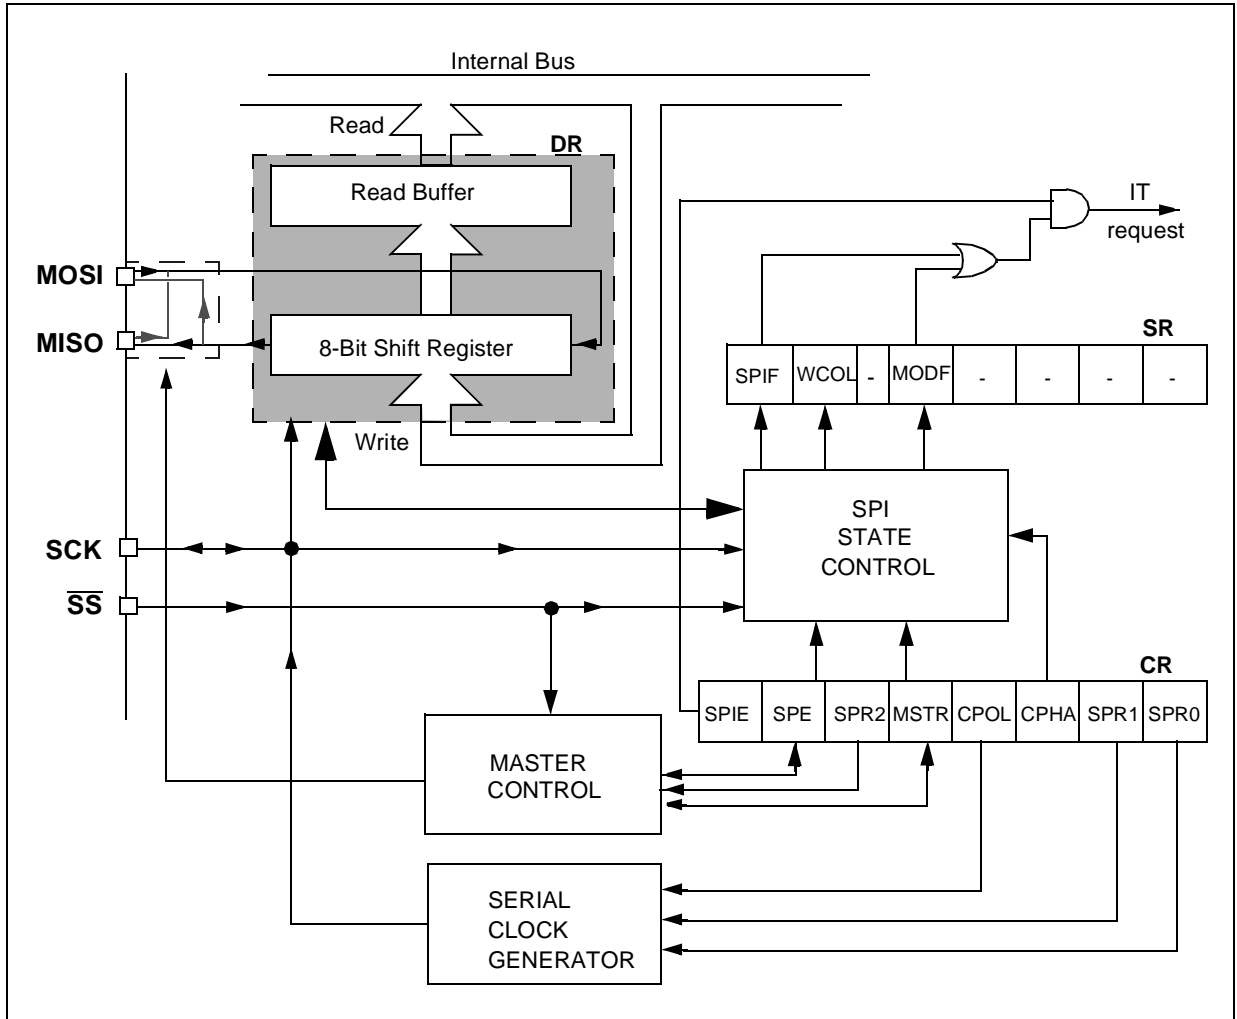 Internal Bus
Read
DR
Read Buffer
IT
request
MOSI
MISO
8-Bit Shift Register
SR
SPIF WCOL - MODF - - - -
Write
SPI
STATE
CONTROL
SCK
SS
CR
SPIE SPE SPR2 MSTR CPOL CPHA SPR1 SPR0
MASTER
CONTROL
SERIAL
CLOCK
GENERATOR